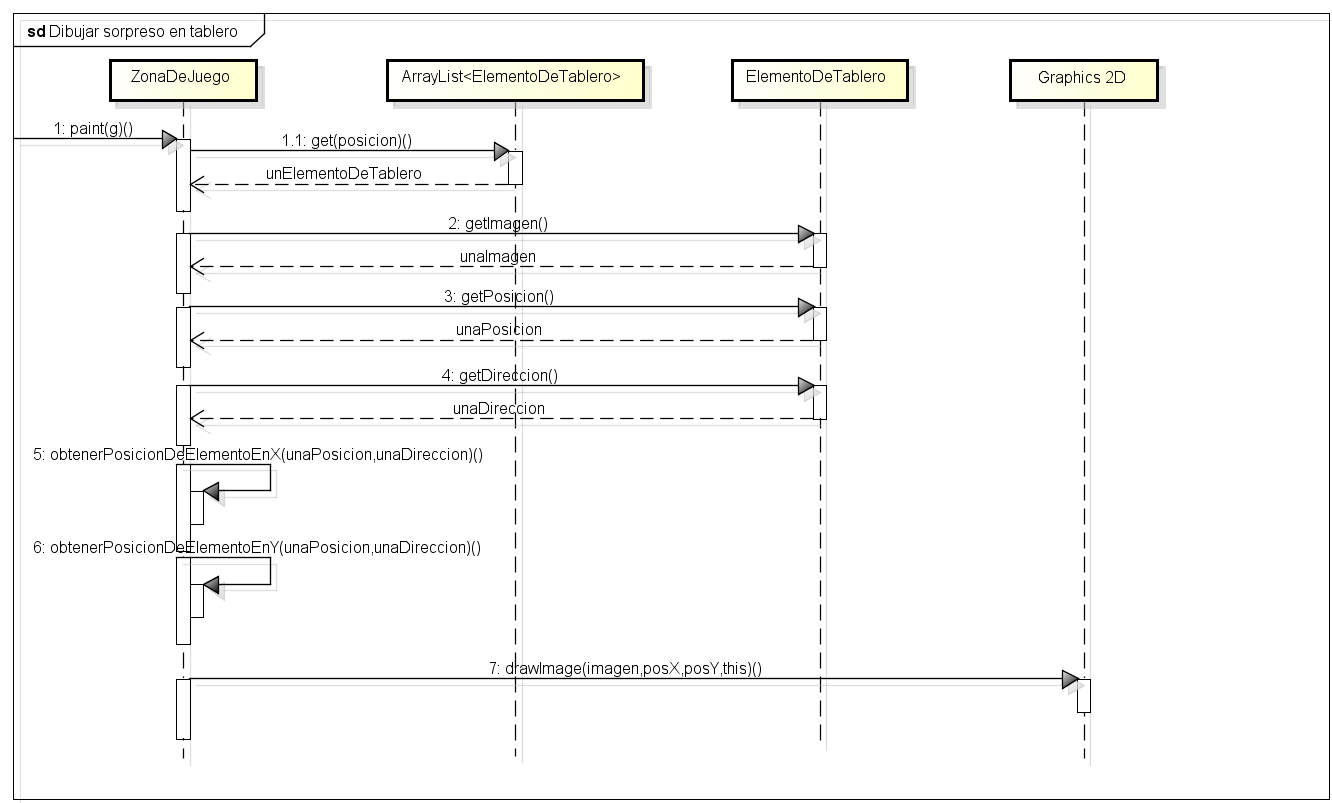 sd Dibujar sorpreso en tablero
ZonaDeJuego
ArrayList<ElementoDeTablero>
ElementoDeTablero
Graphics 2D
1: paint(g)()
1.1: get(posicion)()
unElementoDeTablero
2: getImagen()
unaImagen
3: getPosicion()
unaPosicion
4: getDireccion()
unaDireccion
5: obtenerPosicionDeElementoEnX(unaPosicion,unaDireccion)()
6: obtenerPosicionDeElementoEnY(unaPosicion,unaDireccion)()
7: drawImage(imagen,posX,posY,this)()